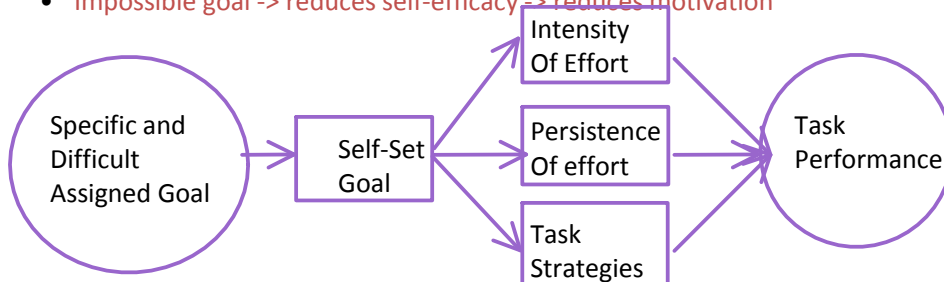 • Impossible goal -> reduces self-efficacy -> reduces motivation
Intensity
Of Effort
Specific and
Difficult
Assigned Goal
Self-Set
Goal
Persistence
Of effort
Task
Performance
Task
Strategies